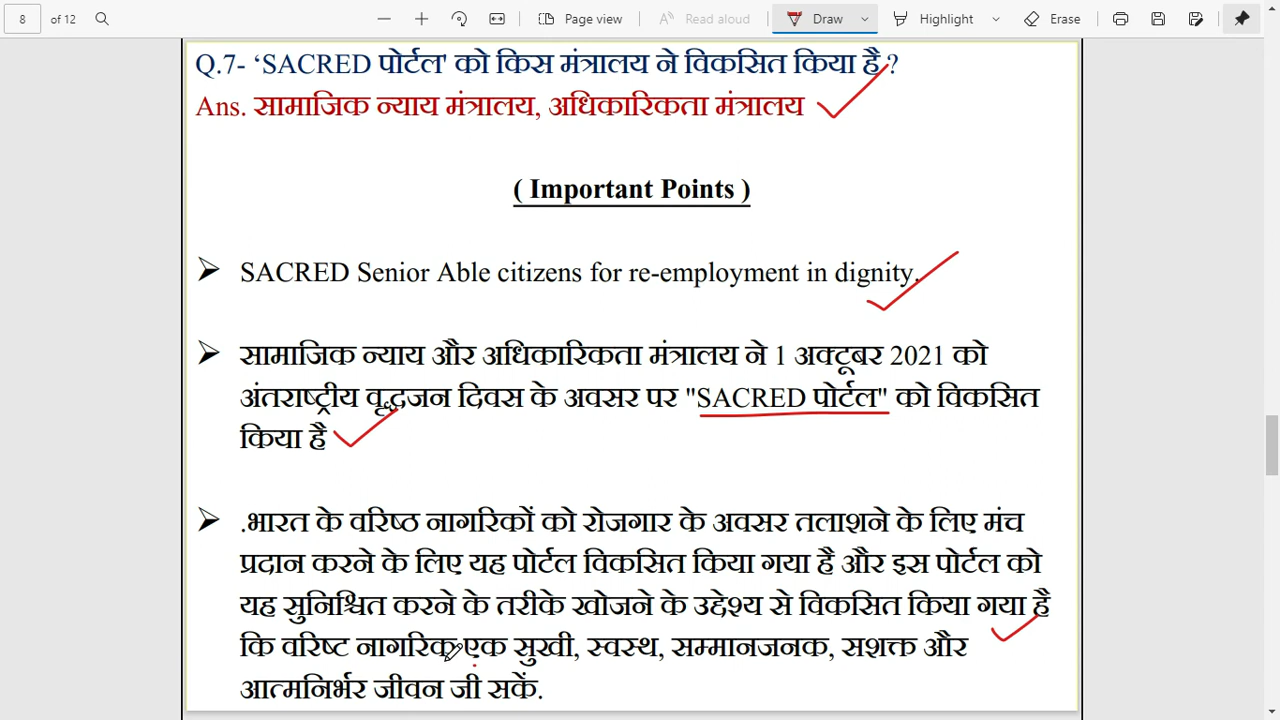 8 of 12 Page view Read aloud Draw Highlight Erase
Q.7- ‘SACRED पोर्टल' को किस मंत्रालय ने विकसित किया है ?
Ans. सामाजिक न्याय मंत्रालय, अधिकारिकता मंत्रालय
( Important Points )
SACRED Senior Able citizens for re-employment in dignity.
सामाजिक न्याय और अधिकारिकता मंत्रालय ने 1 अक्टूबर 2021 को
अंतराष्ट्रीय वृद्धजन दिवस के अवसर पर "SACRED पोर्टल" को विकसित
किया है
.भारत के वरिष्ठ नागरिकों को रोजगार के अवसर तलाशने के लिए मंच
प्रदान करने के लिए यह पोर्टल विकसित किया गया है और इस पोर्टल को
यह सुनिश्चित करने के तरीके खोजने के उद्देश्य से विकसित किया गया है
कि वरिष्ट नागरिक एक सुखी, स्वस्थ, सम्मानजनक, सशक्त और
आत्मनिर्भर जीवन जी सकें.